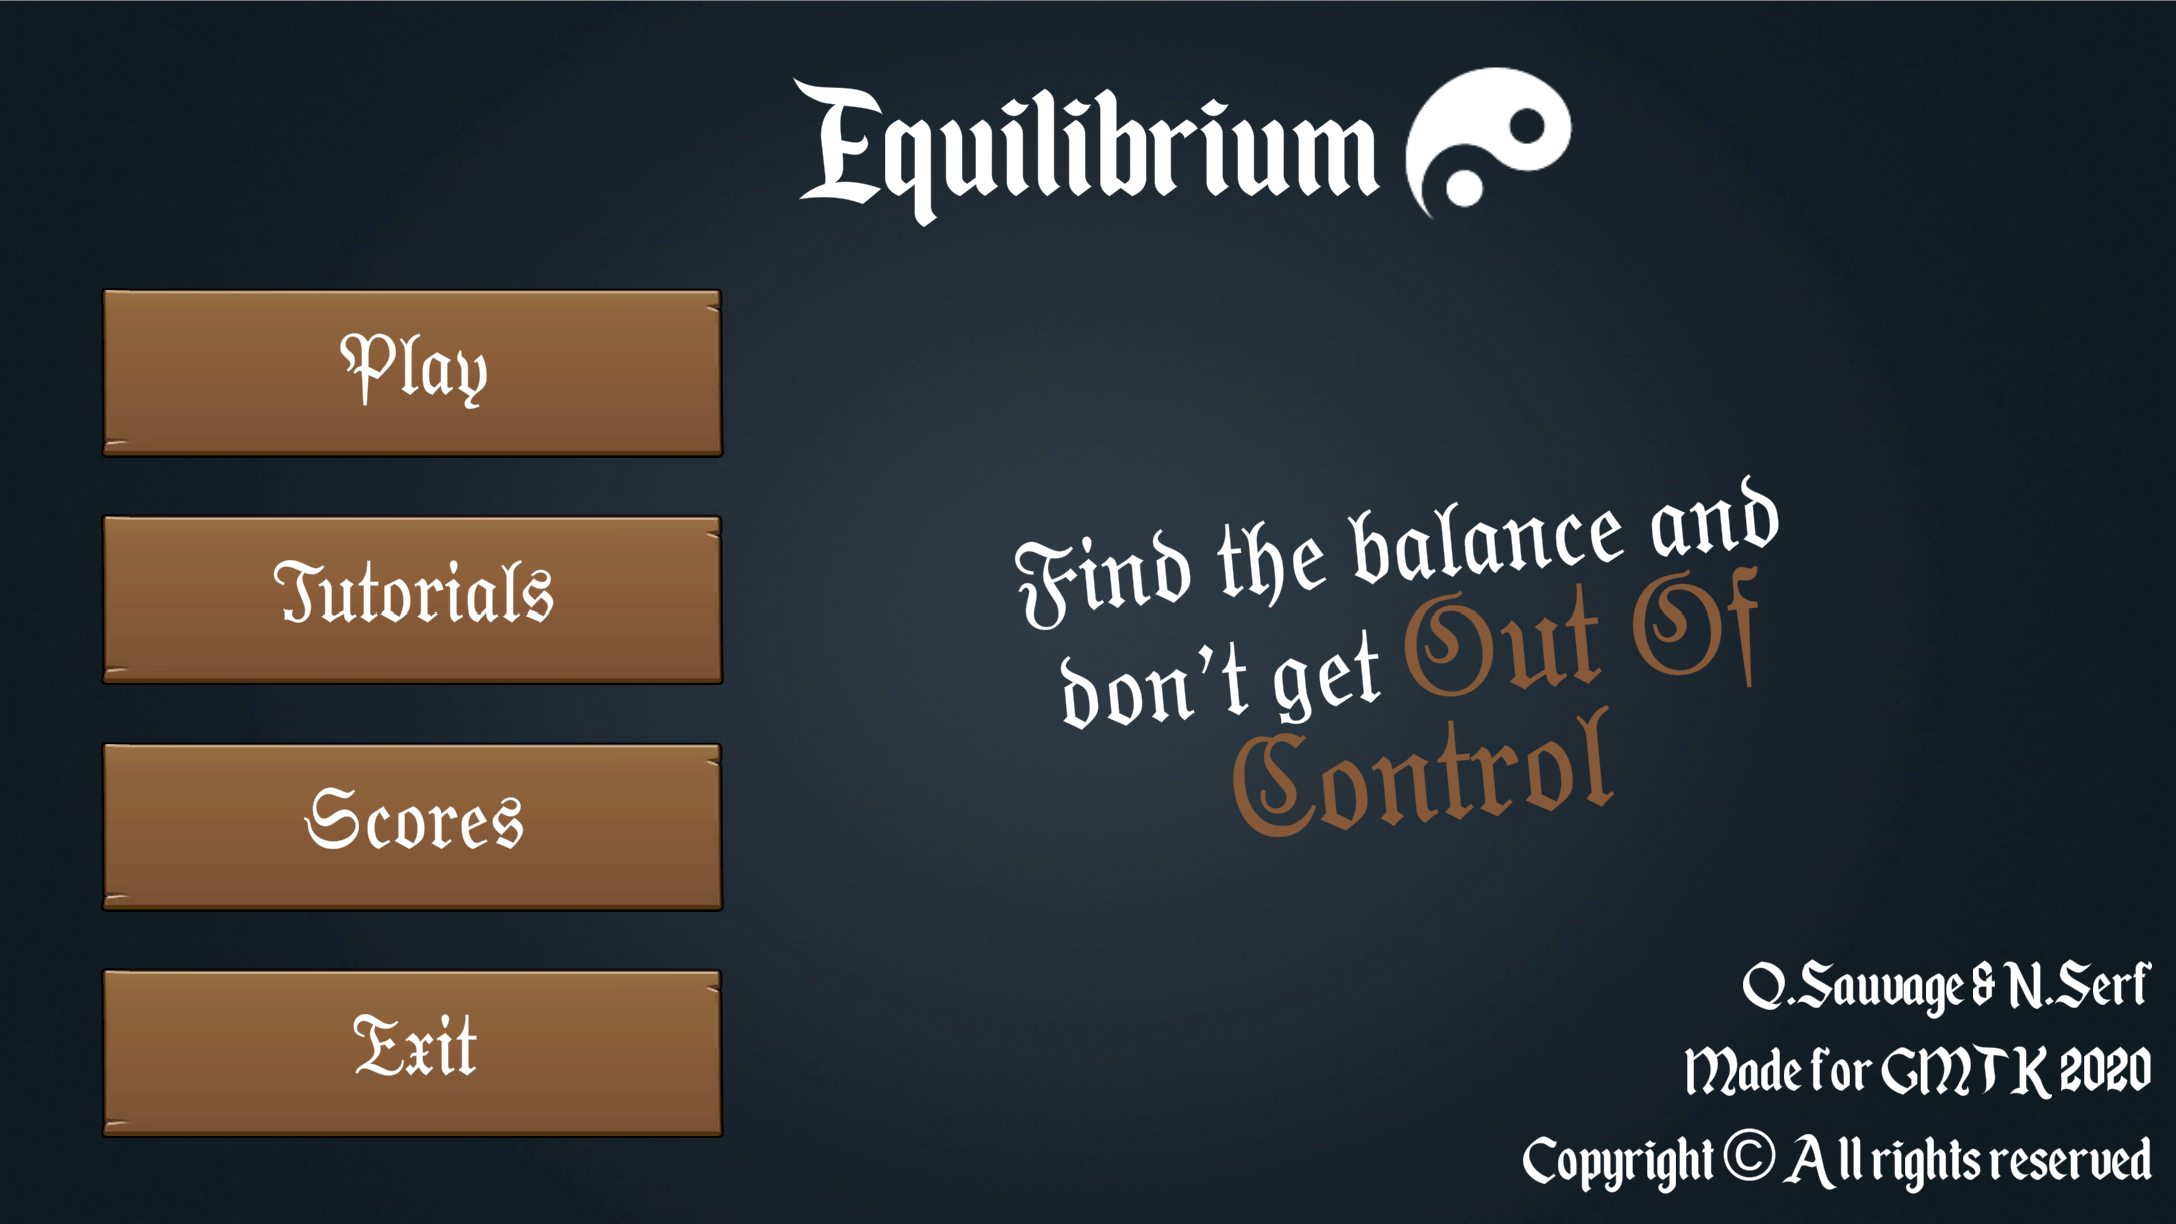 Equilibrium
Play
Tutorials
Scores
Exit
Find the balance and
don't get Out Of
Control
Q.Sauvage & N.Serf
Made for GMTK 2020
Copyright © All rights reserved